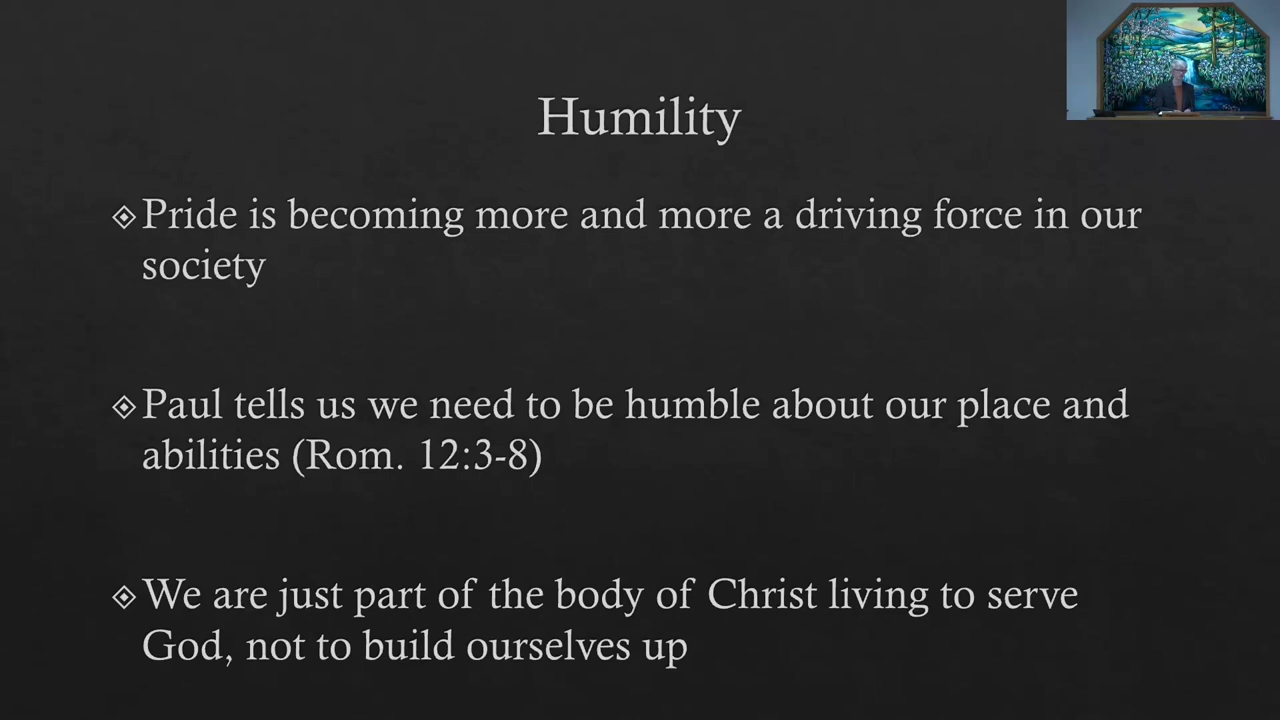 Humility
Pride is becoming more and more a driving force in our
society
Paul tells us we need to be humble about our place and
abilities (Rom. 12:3-8)
We are just part of the body of Christ living to serve
God, not to build ourselves up